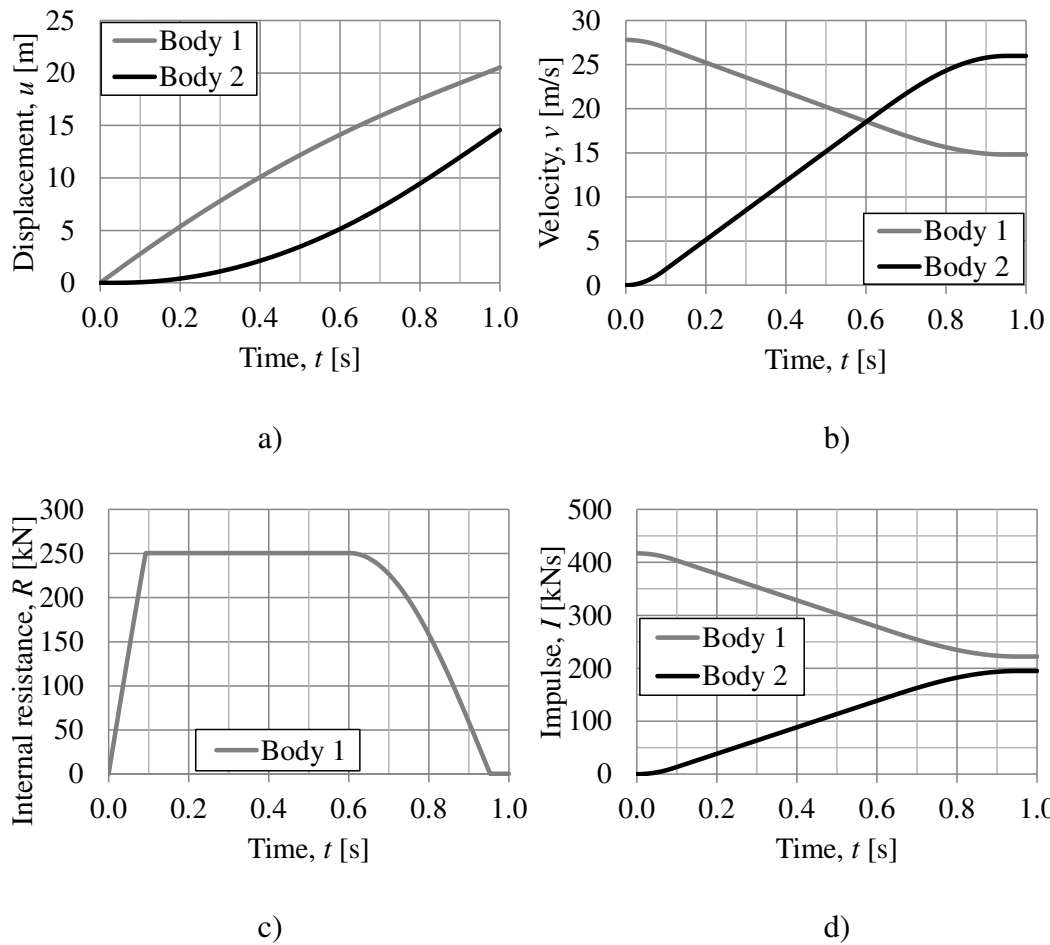 Displacement, u [m]
25
20
15
10
5
0
Body 1
Body 2
0.0 0.2 0.4 0.6 0.8 1.0
Time, t [s]
a)
Velocity, v [m/s]
30
25
20
15
10
5
0
Body 1
Body 2
0.0 0.2 0.4 0.6 0.8 1.0
Time, t [s]
b)
Internal resistance, R [kN]
300
250
200
150
100
50
0
Body 1
0.0 0.2 0.4 0.6 0.8 1.0
Time, t [s]
c)
Impulse, I [kNs]
500
400
300
200
100
0
Body 1
Body 2
0.0 0.2 0.4 0.6 0.8 1.0
Time, t [s]
d)